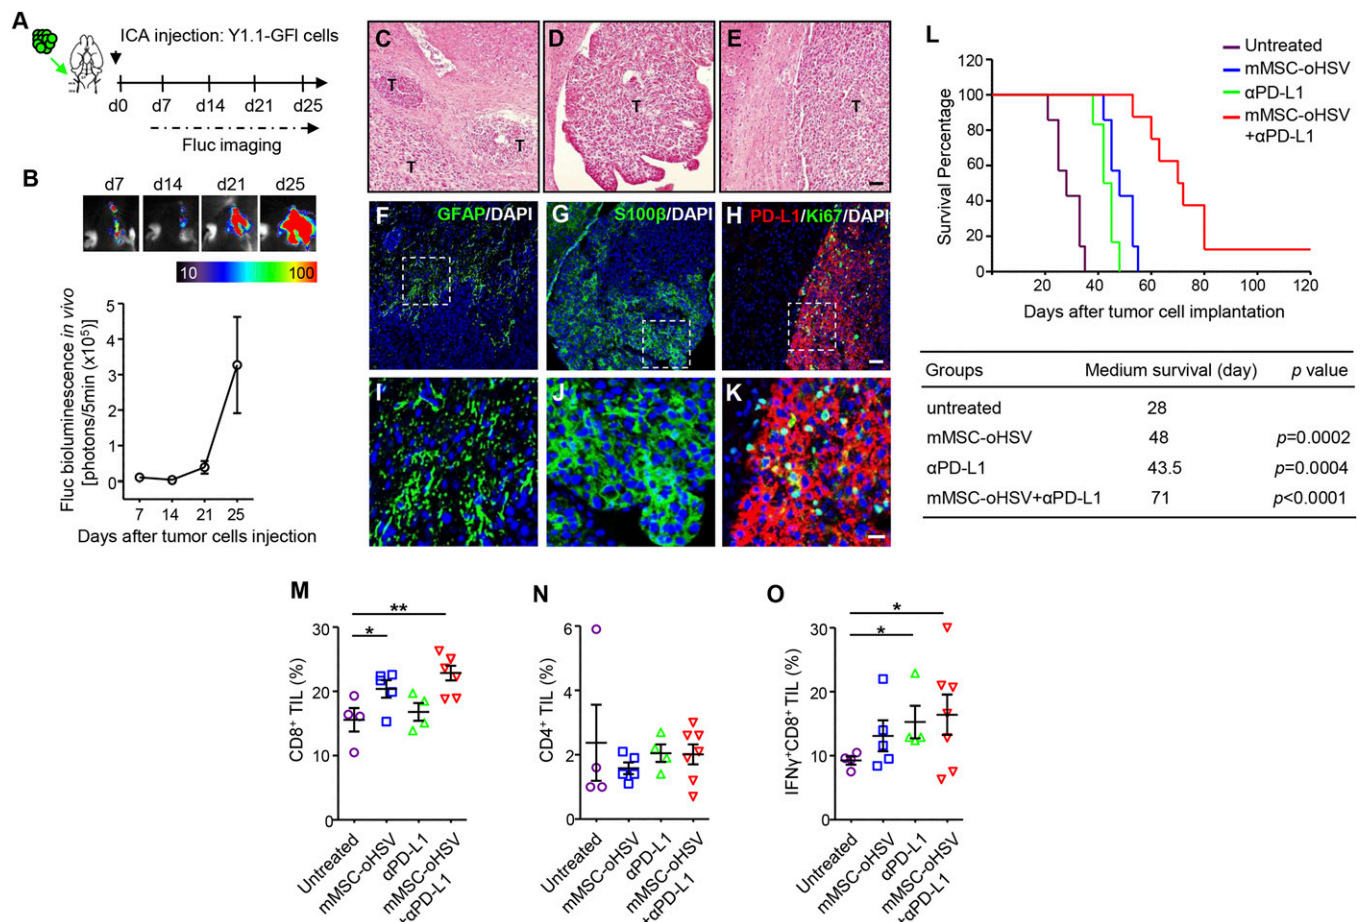 A
ICA injection: Y1.1-GFI cells
d0 d7 d14 d21 d25
Fluc imaging
B
d7 d14 d21 d25
10 100
Fluc bioluminescence in vivo
[photons/5min (x10⁵)]
5
4
3
2
1
0
7 14 21 25
Days after tumor cells injection
C
T
T
T
D
T
E
T
F
GFAP/DAPI
G
S100β/DAPI
H
PD-L1/Ki67/DAPI
I
J
K
L
Untreated
mMSC-oHSV
αPD-L1
mMSC-oHSV
+αPD-L1
Survival Percentage
120
100
80
60
40
20
0
20 40 60 80 100 120
Days after tumor cell implantation
Groups Medium survival (day) p value
untreated 28
mMSC-oHSV 48 p=0.0002
αPD-L1 43.5 p=0.0004
mMSC-oHSV+αPD-L1 71 p<0.0001
M
**
*
CD8⁺ TIL (%)
30
20
10
0
Untreated
mMSC-oHSV
αPD-L1
mMSC-oHSV
+αPD-L1
N
CD4⁺ TIL (%)
6
4
2
0
Untreated
mMSC-oHSV
αPD-L1
mMSC-oHSV
+αPD-L1
O
*
*
IFNγ⁺CD8⁺ TIL (%)
30
20
10
0
Untreated
mMSC-oHSV
αPD-L1
mMSC-oHSV
+αPD-L1